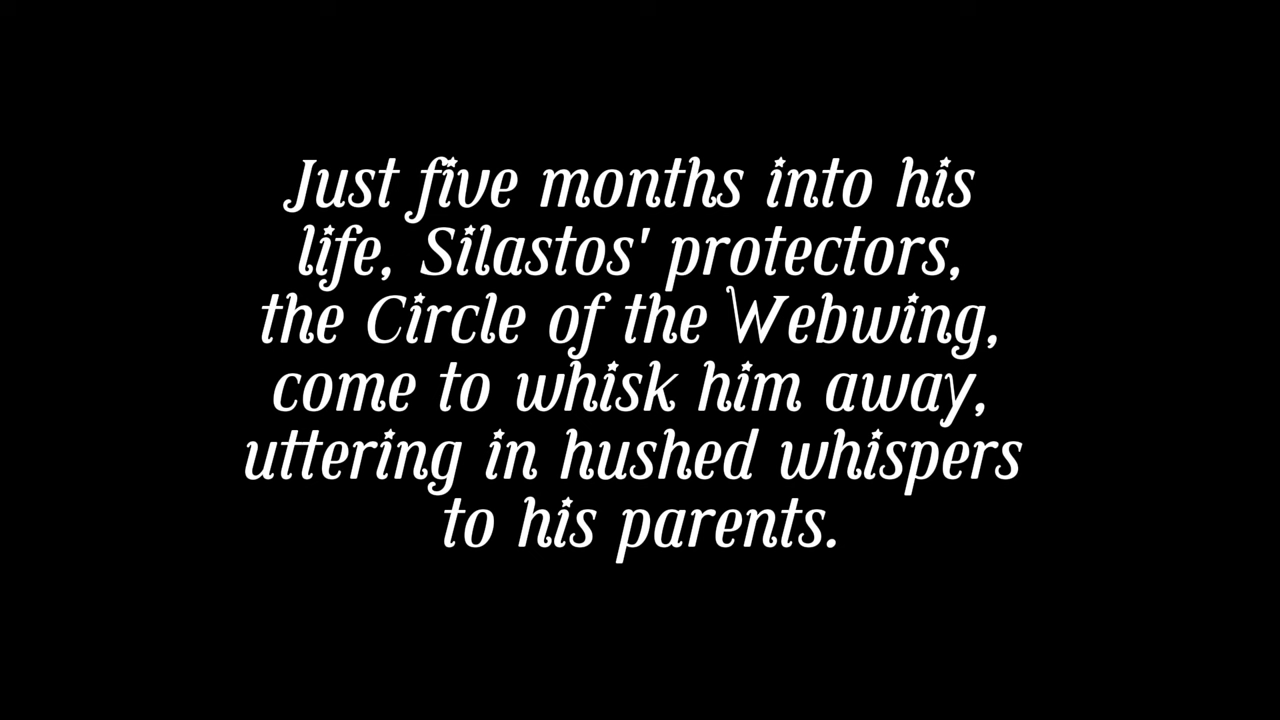 Just five months into his
life, Silastos' protectors,
the Circle of the Webwing,
come to whisk him away,
uttering in hushed whispers
to his parents.